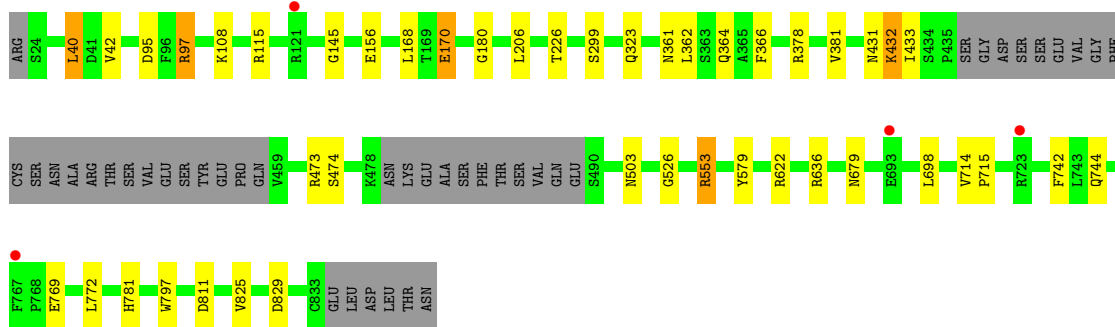 ARG S24 L40 D41 V42 D95 F96 R97 K108 R115 R121 G145 E156 L168 T169 E170 G180 L206 T226 S299 Q323 N361 L362 S363 Q364 A365 F366 R378 V381 N431 K432 I433 S434 P435 SER GLY ASP SER SER GLU VAL GLY PHE
CYS SER ASN ALA ARG THR SER VAL GLU SER TYR GLU PRO GLN V459 R473 S474 K478 ASN LYS GLU ALA SER PHE THR SER VAL GLN GLU S490 N503 G526 R553 Y579 R622 R636 N679 E693 L698 V714 P715 R723 F742 L743 Q744
F767 P768 E769 L772 H781 W797 D811 V825 D829 C833 GLU LEU ASP LEU THR ASN